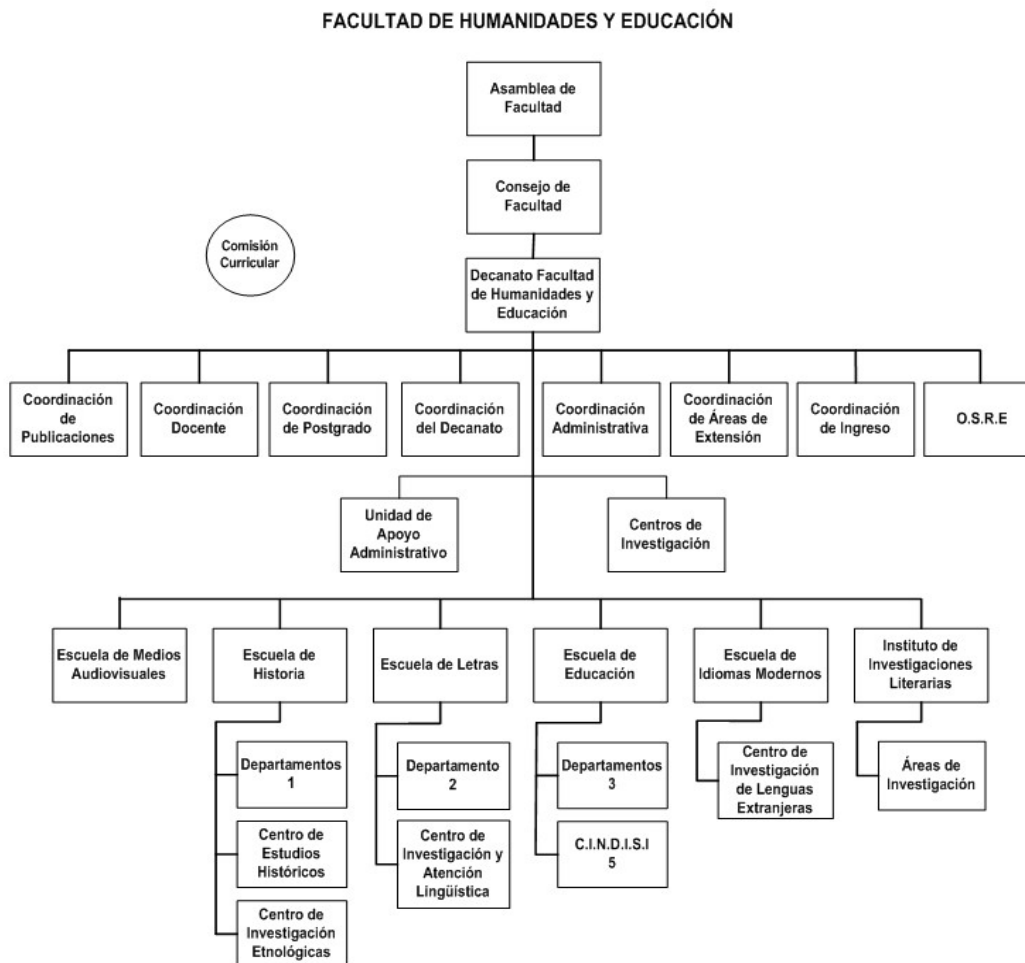 FACULTAD DE HUMANIDADES Y EDUCACIÓN
Asamblea de
Facultad
Consejo de
Facultad
Comisión
Curricular
Decanato Facultad
de Humanidades y
Educación
Coordinación
de
Publicaciones
Coordinación
Docente
Coordinación
de Postgrado
Coordinación
del Decanato
Coordinación
Administrativa
Coordinación
de Áreas de
Extensión
Coordinación
de Ingreso
O.S.R.E
Unidad de
Apoyo
Administrativo
Centros de
Investigación
Escuela de Medios
Audiovisuales
Escuela de
Historia
Escuela de Letras
Escuela de
Educación
Escuela de
Idiomas Modernos
Instituto de
Investigaciones
Literarias
Departamentos
1
Centro de
Estudios
Históricos
Centro de
Investigación
Etnológicas
Departamento
2
Centro de
Investigación y
Atención
Lingüística
Departamentos
3
C.I.N.D.I.S.I
5
Centro de
Investigación
de Lenguas
Extranjeras
Áreas de
Investigación